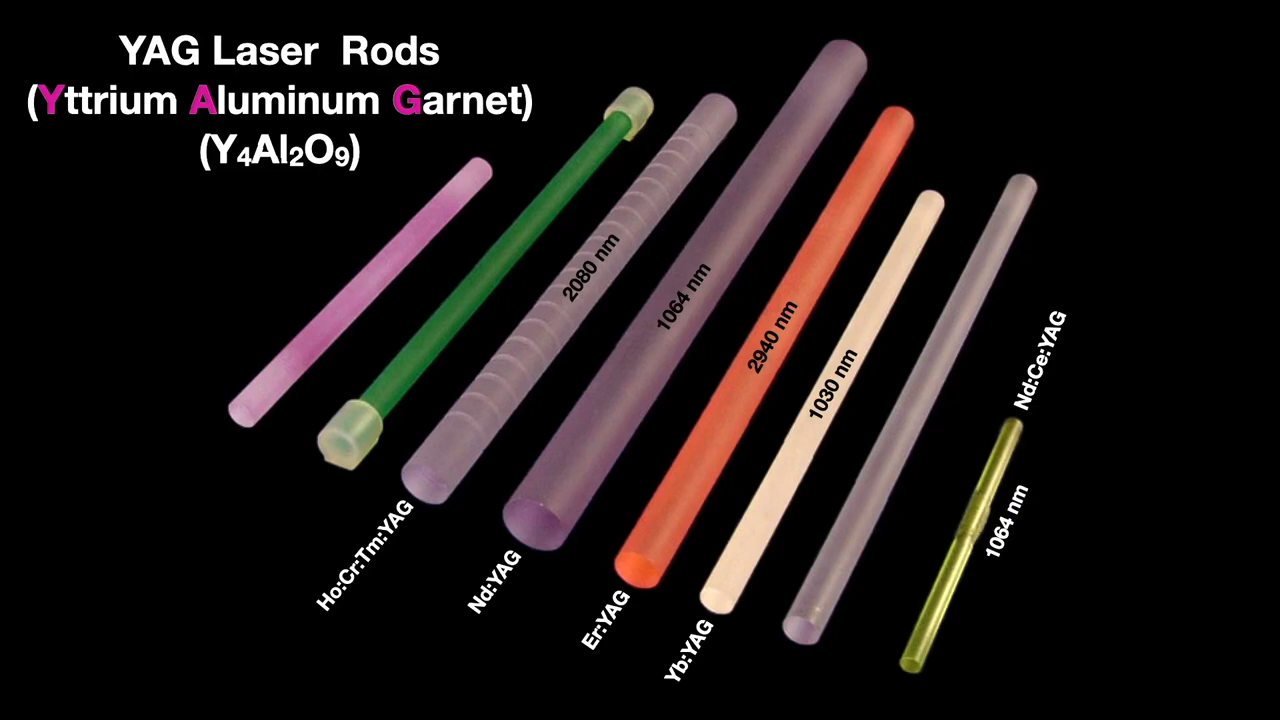 YAG Laser Rods
(Yttrium Aluminum Garnet)
(Y₄Al₂O₉)
2080 nm
1064 nm
2940 nm
1030 nm
1064 nm
Ho:Cr:Tm:YAG
Nd:YAG
Er:YAG
Yb:YAG
Nd:Ce:YAG